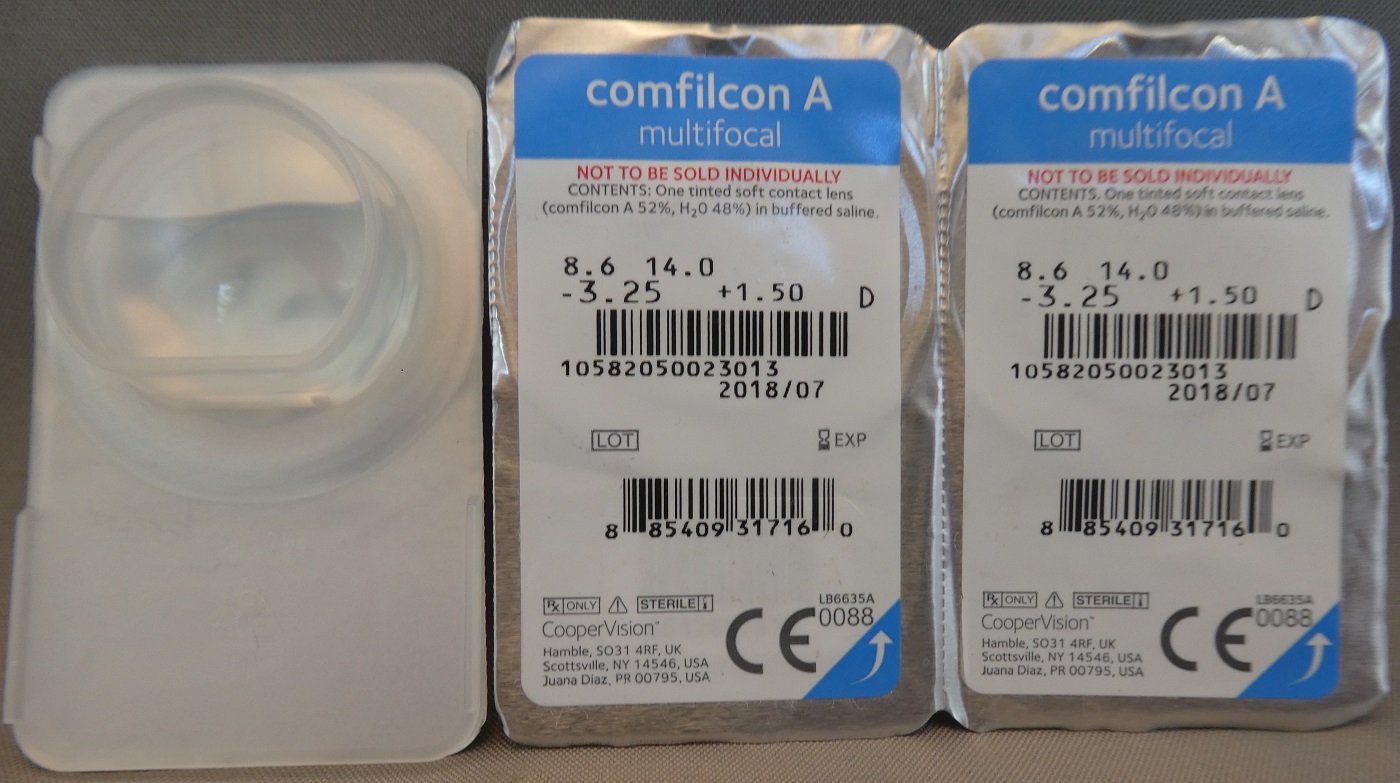 comfilcon A
multifocal
NOT TO BE SOLD INDIVIDUALLY
CONTENTS: One tinted soft contact lens
(comfilcon A 52%, H₂0 48%) in buffered saline.
8.6 14.0
-3.25 +1.50 D
10582050023013
2018/07
LOT EXP
8 85409 31716 0
Rx ONLY STERILE
LB6635A
0088
CooperVision™
Hamble, SO31 4RF, UK
Scottsville, NY 14546, USA
Juana Diaz, PR 00795, USA
CE
comfilcon A
multifocal
NOT TO BE SOLD INDIVIDUALLY
CONTENTS. One tinted soft contact lens
(comfilcon A 52%, H₂0 48%) in buffered saline.
8.6 14.0
-3.25 +1.50 D
10582050023013
2018/07
LOT EXP
8 85409 31716 0
Rx ONLY STERILE
LB6635A
0088
CooperVision™
Hamble, SO31 4RF, UK
Scottsville, NY 14546, USA
Juana Diaz, PR 00795, USA
CE